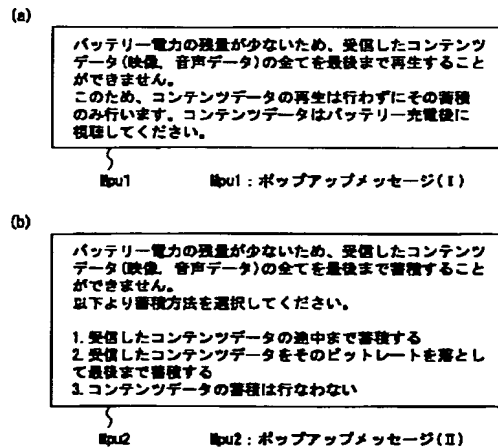 (a)
バッテリー電力の残量が少ないため、受信したコンテンツ
データ(映像, 音声データ)の全てを最後まで再生すること
ができません。
このため、コンテンツデータの再生は行わずにその蓄積
のみ行います。コンテンツデータはバッテリー充電後に
視聴してください。
Mpu1 Mpu1：ポップアップメッセージ(Ⅰ)
(b)
バッテリー電力の残量が少ないため、受信したコンテンツ
データ(映像, 音声データ)の全てを最後まで蓄積すること
ができません。
以下より蓄積方法を選択してください。
1. 受信したコンテンツデータの途中まで蓄積する
2. 受信したコンテンツデータをそのビットレートを落とし
て最後まで蓄積する
3. コンテンツデータの蓄積は行なわない
Mpu2 Mpu2：ポップアップメッセージ(Ⅱ)